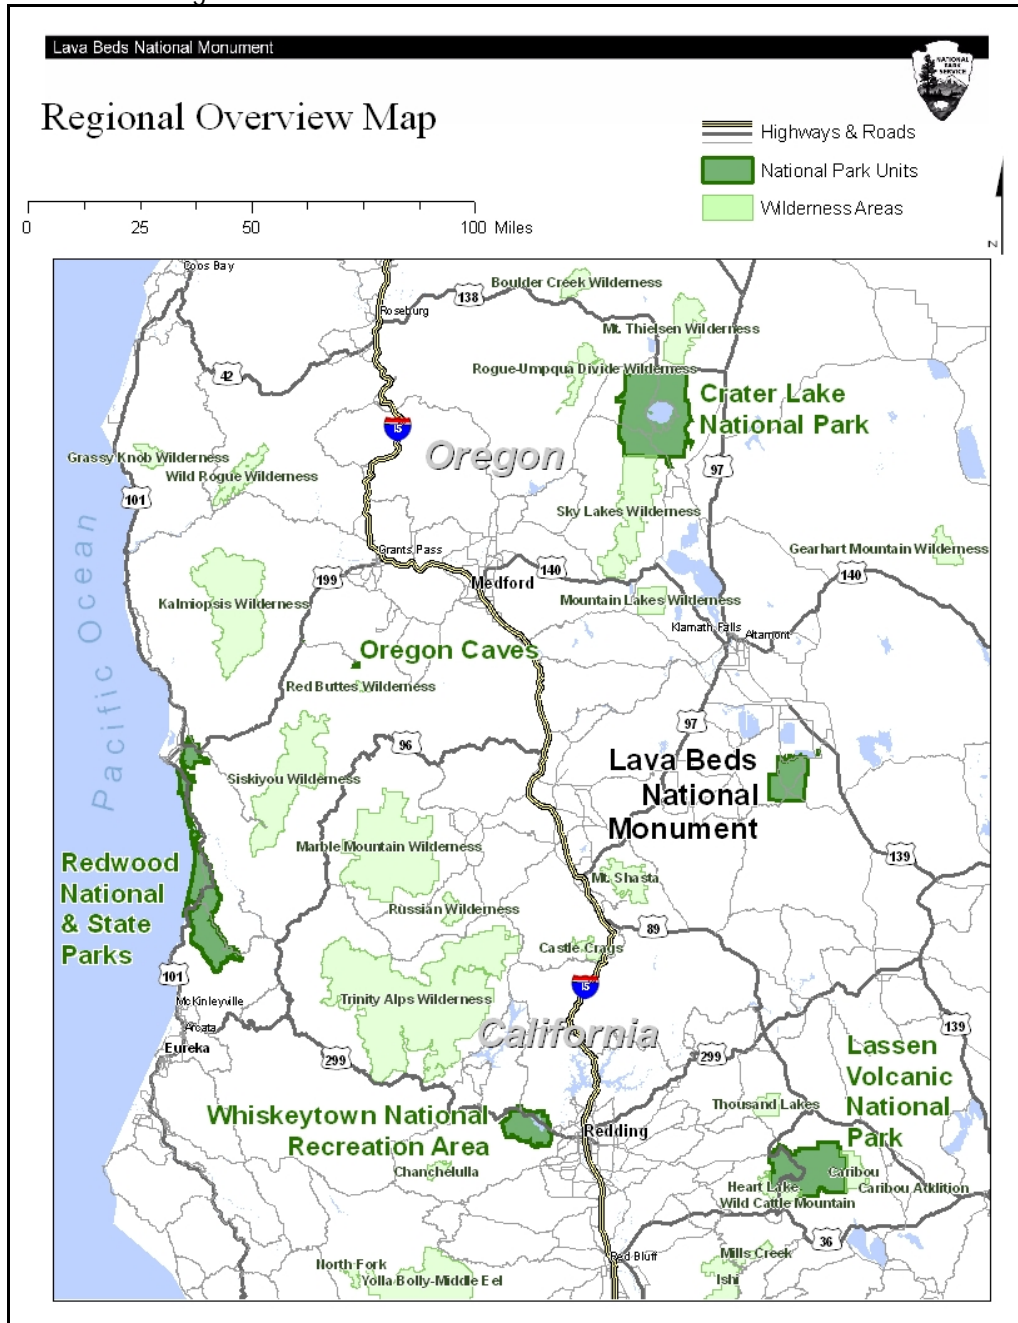 Lava Beds National Monument
NATIONAL
PARK
SERVICE
Regional Overview Map
Highways & Roads
National Park Units
Wilderness Areas
0 25 50 100 Miles
N
Coos Bay
Boulder Creek Wilderness
138
Roseburg
Mt. Thielsen Wilderness
Rogue-Umpqua Divide Wilderness
42
Crater Lake
National Park
15
Oregon
Grassy Knob Wilderness
Wild Rogue Wilderness
97
101
Sky Lakes Wilderness
Pacific Ocean
Grants Pass
Gearhart Mountain Wilderness
199
Medford
140
140
Kalmiopsis Wilderness
Mountain Lakes Wilderness
Klamath Falls
Altamont
Oregon Caves
Red Buttes Wilderness
97
96
Siskiyou Wilderness
Lava Beds
National
Monument
Marble Mountain Wilderness
139
Redwood
National
& State
Parks
Mt. Shasta
Russian Wilderness
89
Castle Crags
101
15
Trinity Alps Wilderness
McKinleyville
Arcata
Eureka
California
139
299
299
Lassen
Volcanic
National
Park
Thousand Lakes
Whiskeytown National
Recreation Area
Redding
Chanchelulla
Caribou
Heart Lake
Caribou Atklition
Wild Cattle Mountain
36
Red Bluff
Mills Creek
North Fork
Yolla Bolly-Middle Eel
Ishi